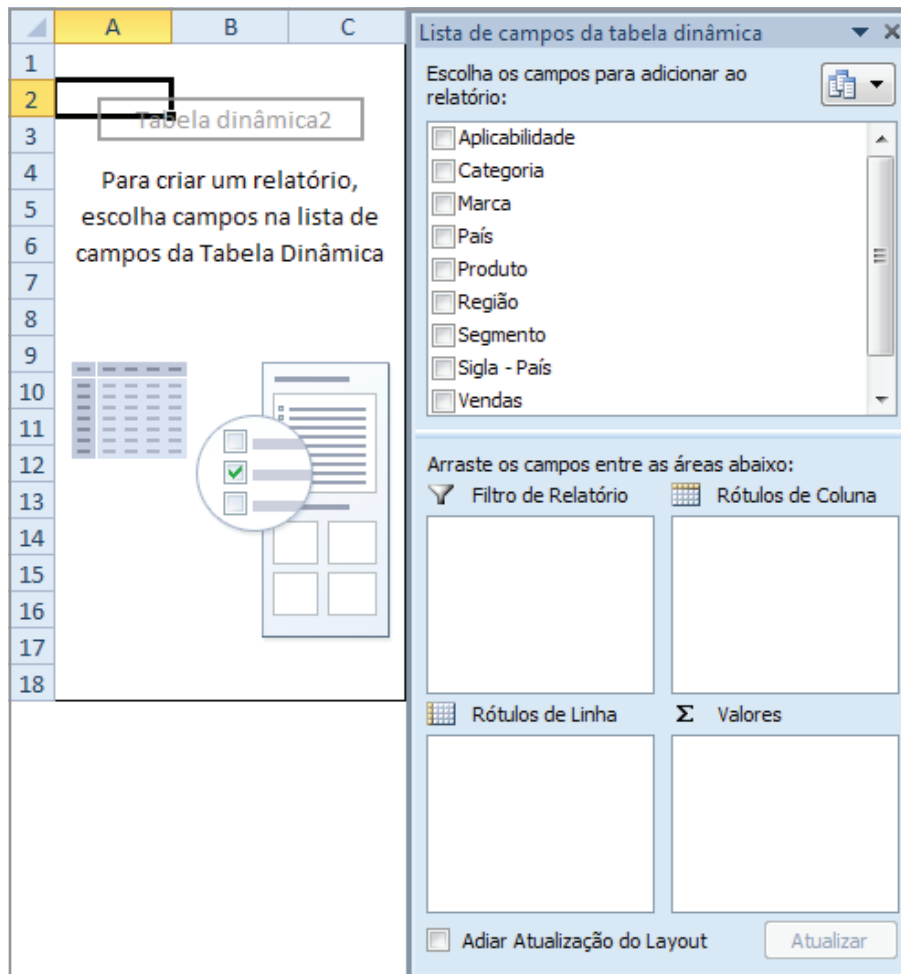 A B C
1
2
3
4
5
6
7
8
9
10
11
12
13
14
15
16
17
18
Tabela dinâmica2
Para criar um relatório,
escolha campos na lista de
campos da Tabela Dinâmica
Lista de campos da tabela dinâmica
Escolha os campos para adicionar ao
relatório:
Aplicabilidade
Categoria
Marca
País
Produto
Região
Segmento
Sigla - País
Vendas
Arraste os campos entre as áreas abaixo:
Filtro de Relatório Rótulos de Coluna
Rótulos de Linha Σ Valores
Adiar Atualização do Layout Atualizar